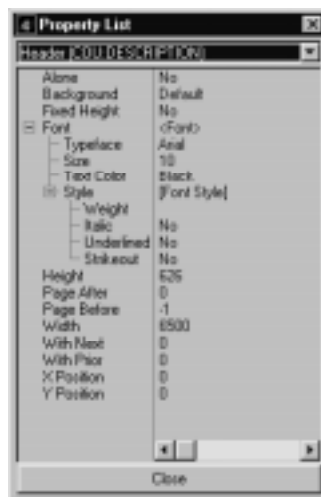 Property List
Header (COU.DESCRIPTION)
Alone No
Background Default
Fixed Height No
Font <Font>
Typeface Arial
Size 10
Text Color Black
Style [Font Style]
Weight
Italic No
Underlined No
Strikeout No
Height 626
Page After 0
Page Before -1
Width 6500
With Next 0
With Prior 0
X Position 0
Y Position 0
Close